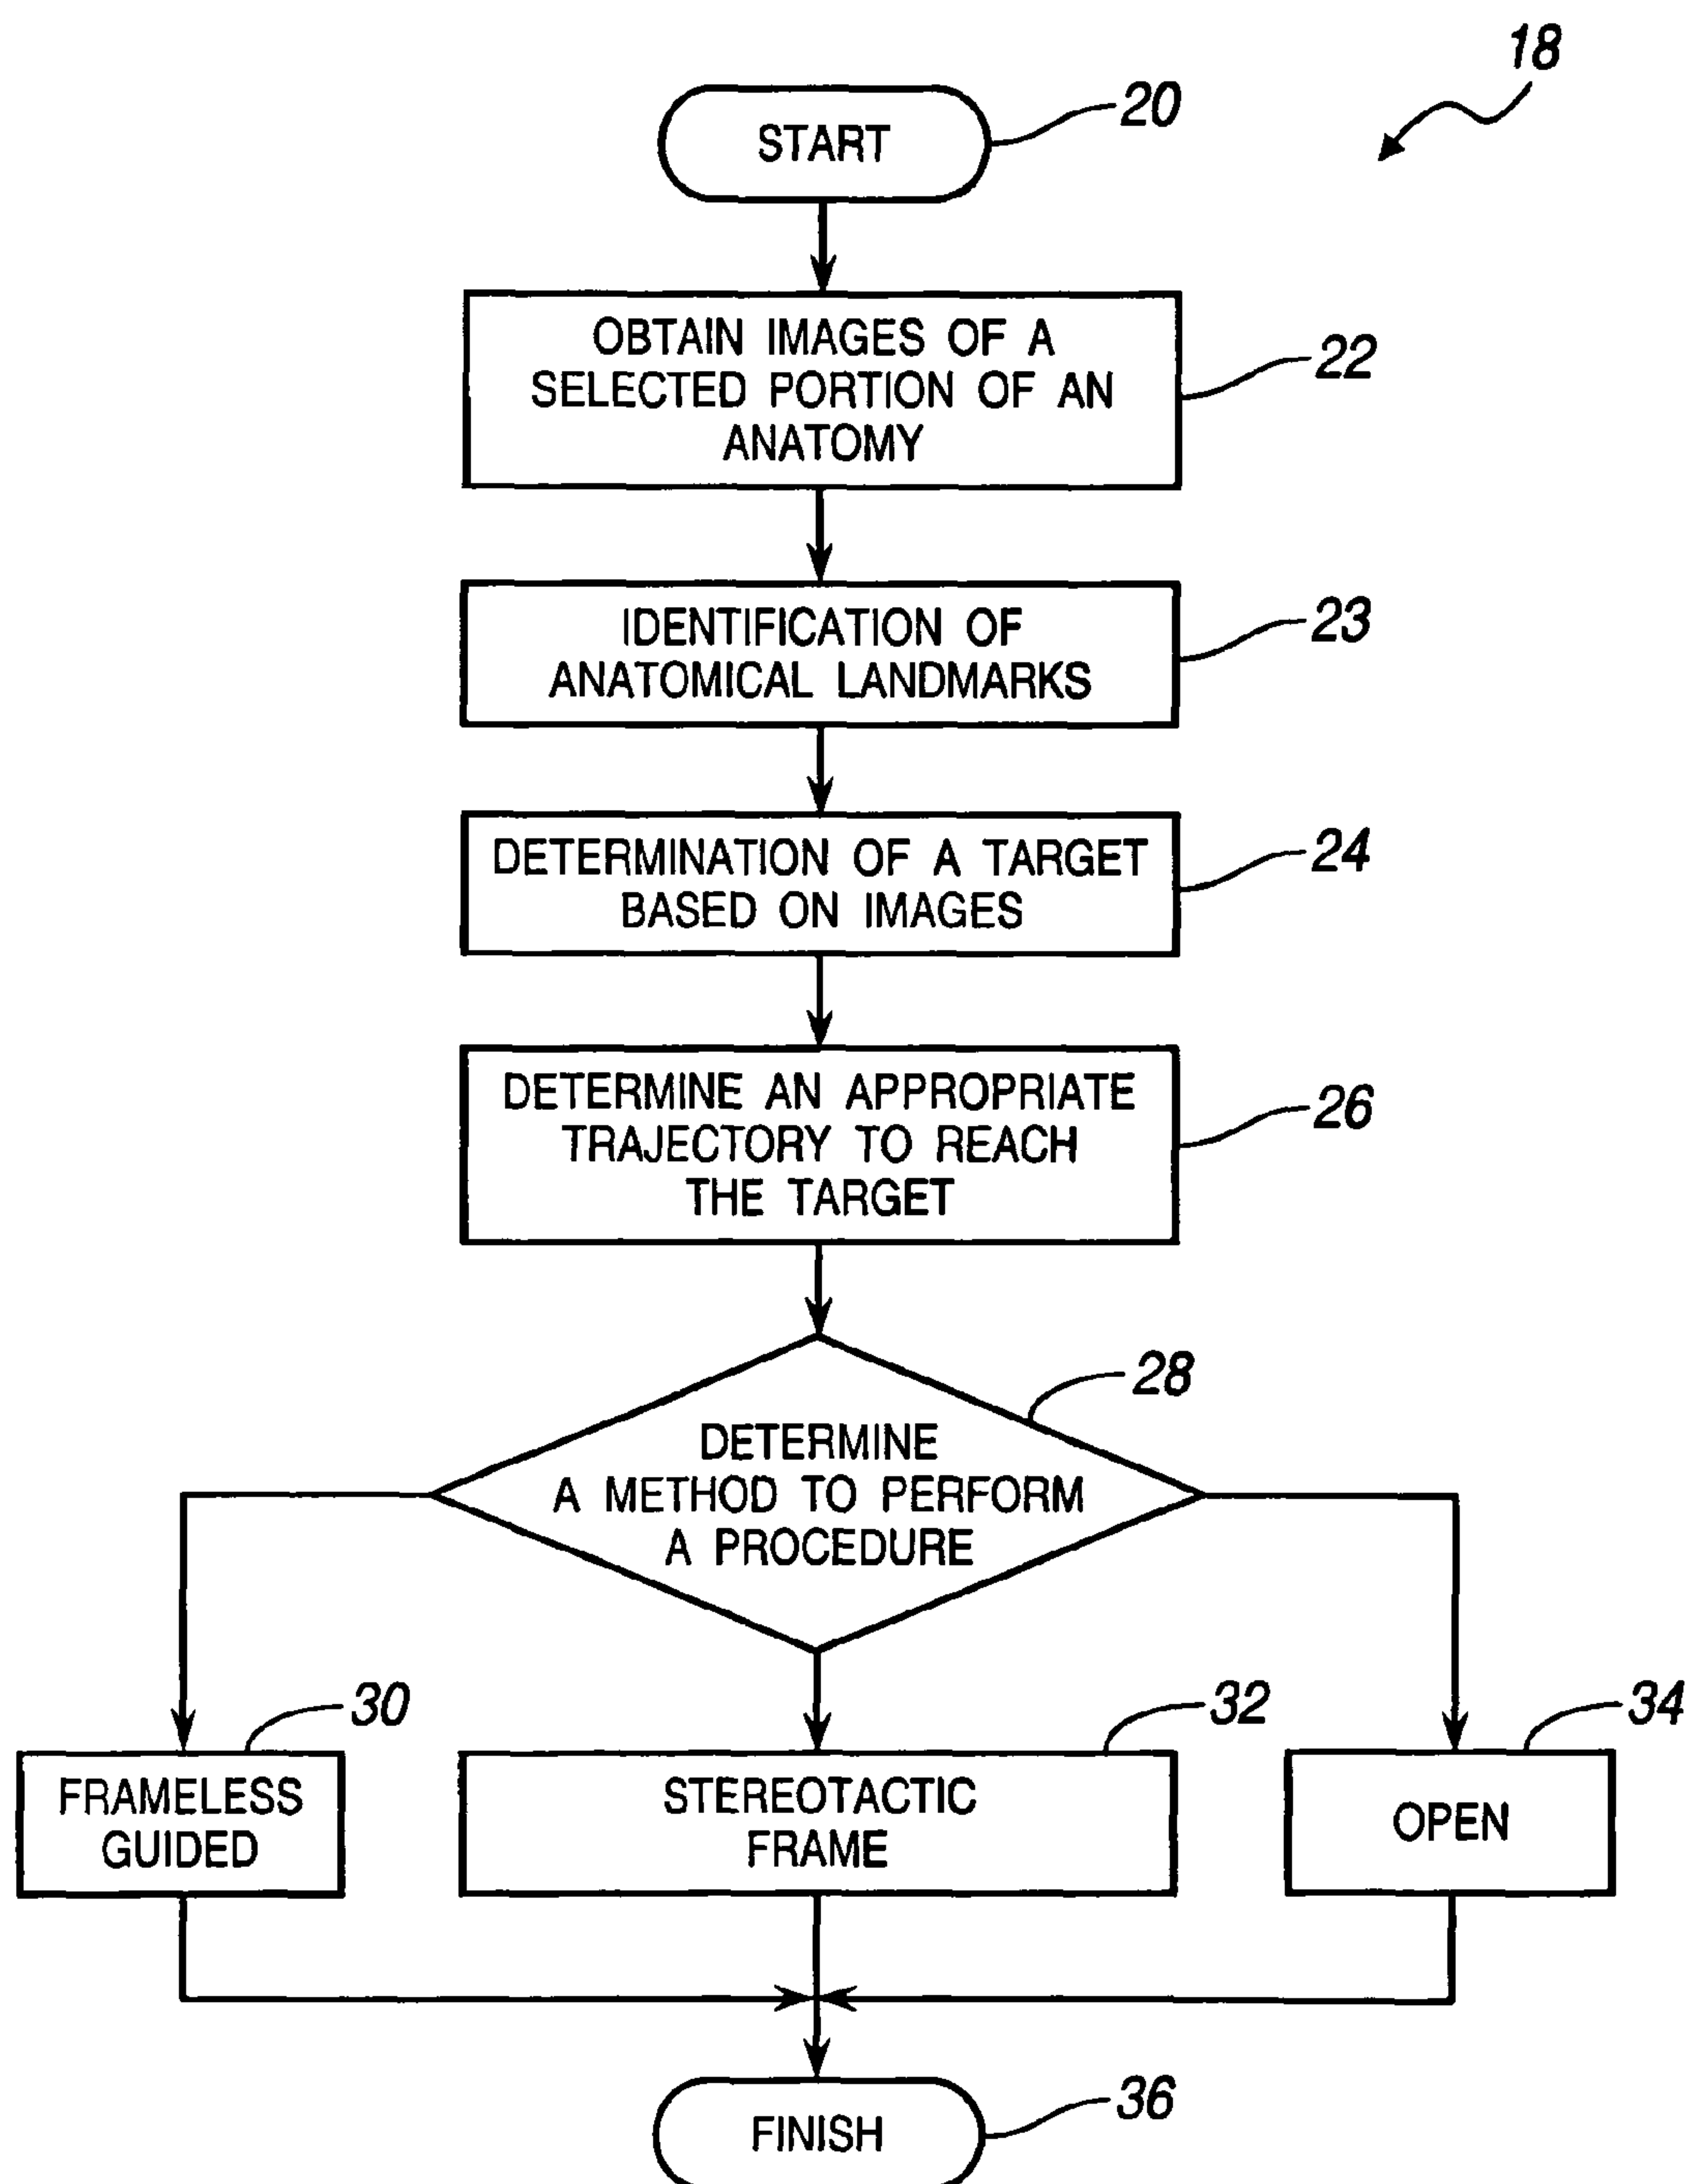 18
START
20
OBTAIN IMAGES OF A
SELECTED PORTION OF AN
ANATOMY
22
IDENTIFICATION OF
ANATOMICAL LANDMARKS
23
DETERMINATION OF A TARGET
BASED ON IMAGES
24
DETERMINE AN APPROPRIATE
TRAJECTORY TO REACH
THE TARGET
26
DETERMINE
A METHOD TO PERFORM
A PROCEDURE
28
FRAMELESS
GUIDED
30
STEREOTACTIC
FRAME
32
OPEN
34
FINISH
36